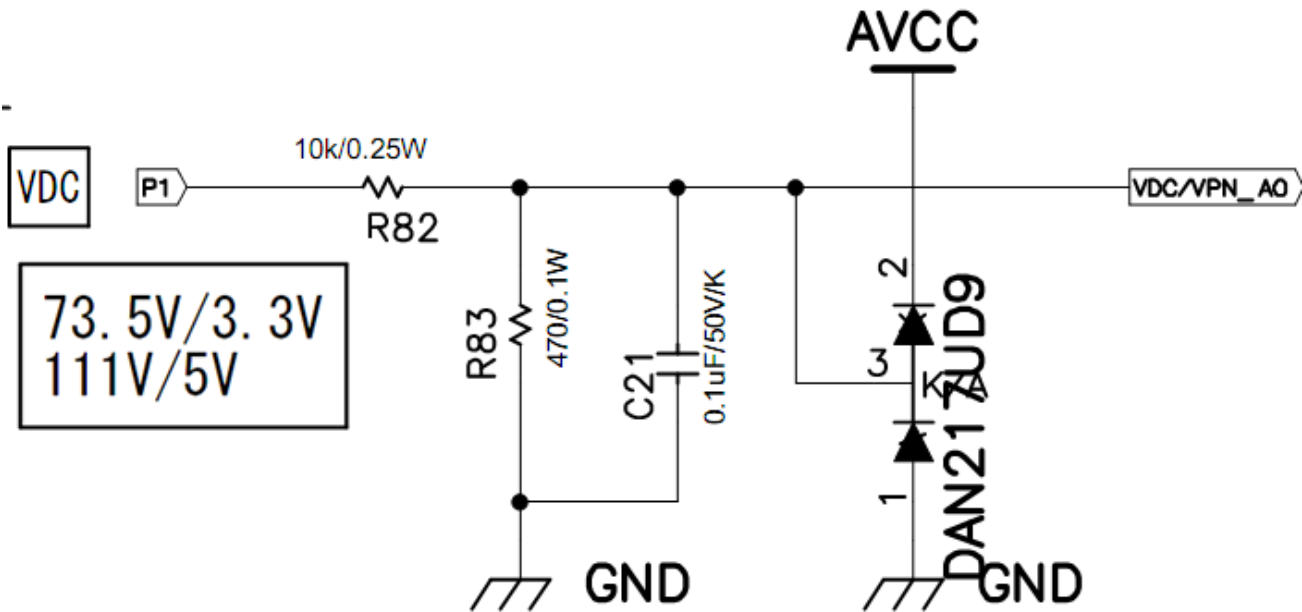 AVCC
10k/0.25W
VDC
P1
VDC/VPN_A0
R82
73.5V/3.3V
111V/5V
R83
470/0.1W
C21
0.1uF/50V/K
2
3
K/A
1
DAN217UD9
GND
GND